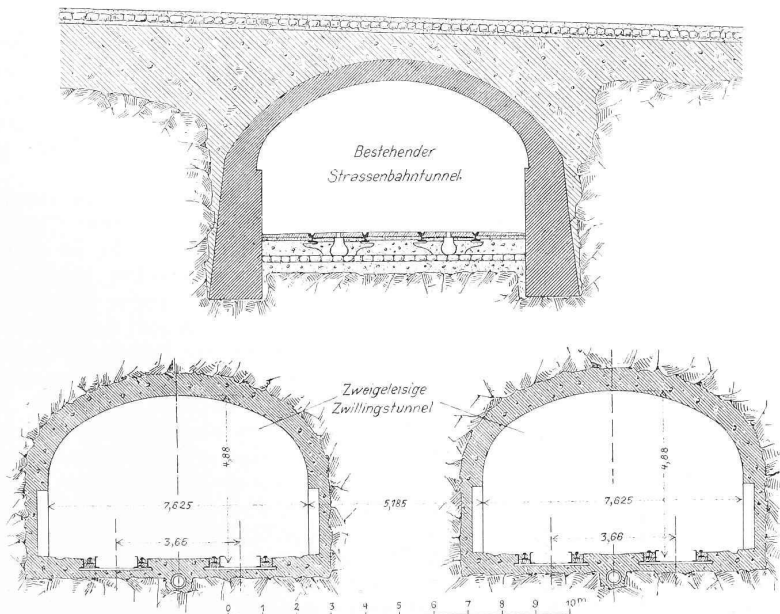 Bestehender
Strassenbahntunnel.
Zweigeleisige
Zwillingstunnel
4,88
4,88
7,625
5,185
7,625
3,66
3,66
0 1 2 3 4 5 6 7 8 9 10 m